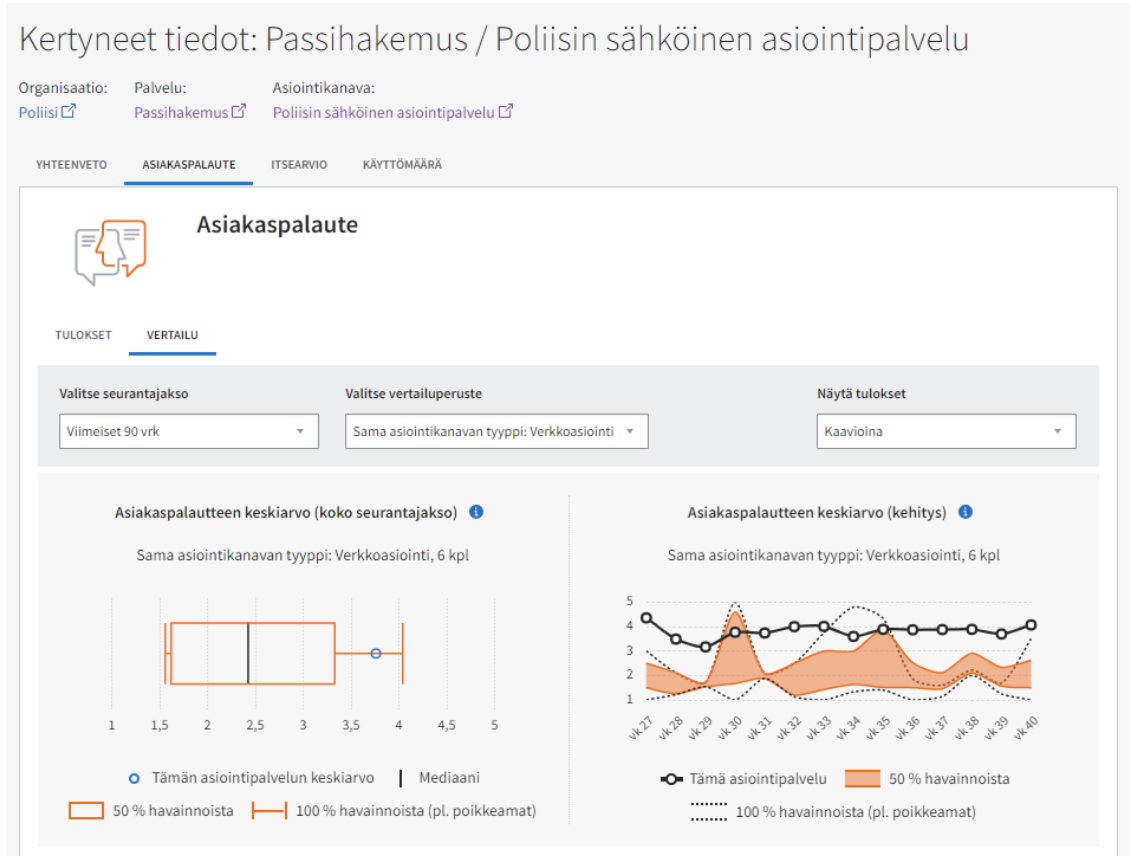 Kertyneet tiedot: Passihakemus / Poliisin sähköinen asiointipalvelu
Organisaatio: Palvelu: Asiointikanava:
Poliisi Passihakemus Poliisin sähköinen asiointipalvelu
YHTEENVETO ASIAKASPALAUTE ITSEARVIO KÄYTTÖMÄÄRÄ
Asiakaspalaute
TULOKSET VERTAILU
Valitse seurantajakso Valitse vertailuperuste Näytä tulokset
Viimeiset 90 vrk Sama asiointikanavan tyyppi: Verkkoasiointi Kaavioina
Asiakaspalautteen keskiarvo (koko seurantajakso)
Sama asiointikanavan tyyppi: Verkkoasiointi, 6 kpl
1 1,5 2 2,5 3 3,5 4 4,5 5
Tämän asiointipalvelun keskiarvo Mediaani
50 % havainnoista 100 % havainnoista (pl. poikkeamat)
Asiakaspalautteen keskiarvo (kehitys)
Sama asiointikanavan tyyppi: Verkkoasiointi, 6 kpl
5
4
3
2
1
vk 27 vk 28 vk 29 vk 30 vk 31 vk 32 vk 33 vk 34 vk 35 vk 36 vk 37 vk 38 vk 39 vk 40
Tämä asiointipalvelu 50 % havainnoista
100 % havainnoista (pl. poikkeamat)